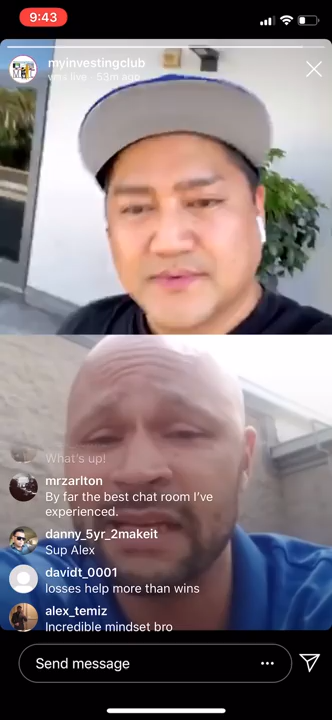 9:43
myinvestingclub
was live · 53m ago
What's up!
mrzarlton
By far the best chat room I've
experienced.
danny_5yr_2makeit
Sup Alex
davidt_0001
losses help more than wins
alex_temiz
Incredible mindset bro
Send message